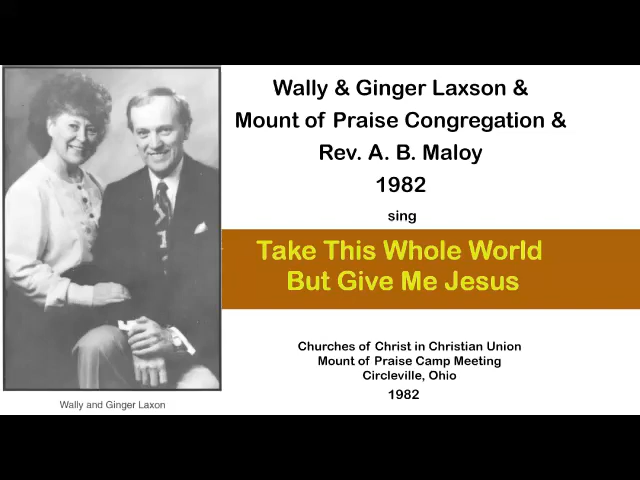 Wally & Ginger Laxson &
Mount of Praise Congregation &
Rev. A. B. Maloy
1982
sing
Take This Whole World
But Give Me Jesus
Churches of Christ in Christian Union
Mount of Praise Camp Meeting
Circleville, Ohio
1982
Wally and Ginger Laxon